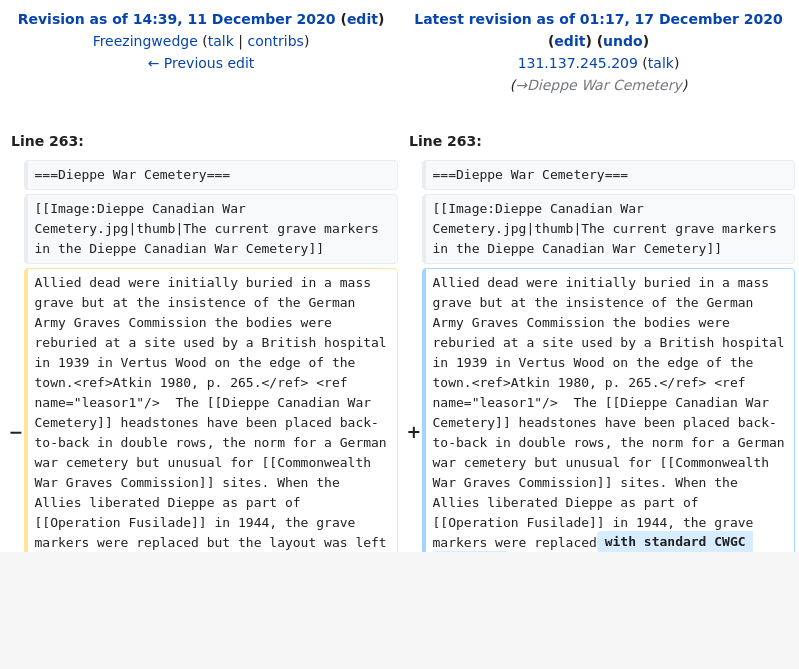 Revision as of 14:39, 11 December 2020 (edit)
Freezingwedge (talk | contribs)
← Previous edit
Latest revision as of 01:17, 17 December 2020
(edit) (undo)
131.137.245.209 (talk)
(→Dieppe War Cemetery)
Line 263:
===Dieppe War Cemetery===
[[Image:Dieppe Canadian War
Cemetery.jpg|thumb|The current grave markers
in the Dieppe Canadian War Cemetery]]
−
Allied dead were initially buried in a mass
grave but at the insistence of the German
Army Graves Commission the bodies were
reburied at a site used by a British hospital
in 1939 in Vertus Wood on the edge of the
town.<ref>Atkin 1980, p. 265.</ref> <ref
name="leasor1"/>  The [[Dieppe Canadian War
Cemetery]] headstones have been placed back-
to-back in double rows, the norm for a German
war cemetery but unusual for [[Commonwealth
War Graves Commission]] sites. When the
Allies liberated Dieppe as part of
[[Operation Fusilade]] in 1944, the grave
markers were replaced but the layout was left
Line 263:
===Dieppe War Cemetery===
[[Image:Dieppe Canadian War
Cemetery.jpg|thumb|The current grave markers
in the Dieppe Canadian War Cemetery]]
+
Allied dead were initially buried in a mass
grave but at the insistence of the German
Army Graves Commission the bodies were
reburied at a site used by a British hospital
in 1939 in Vertus Wood on the edge of the
town.<ref>Atkin 1980, p. 265.</ref> <ref
name="leasor1"/>  The [[Dieppe Canadian War
Cemetery]] headstones have been placed back-
to-back in double rows, the norm for a German
war cemetery but unusual for [[Commonwealth
War Graves Commission]] sites. When the
Allies liberated Dieppe as part of
[[Operation Fusilade]] in 1944, the grave
markers were replaced with standard CWGC